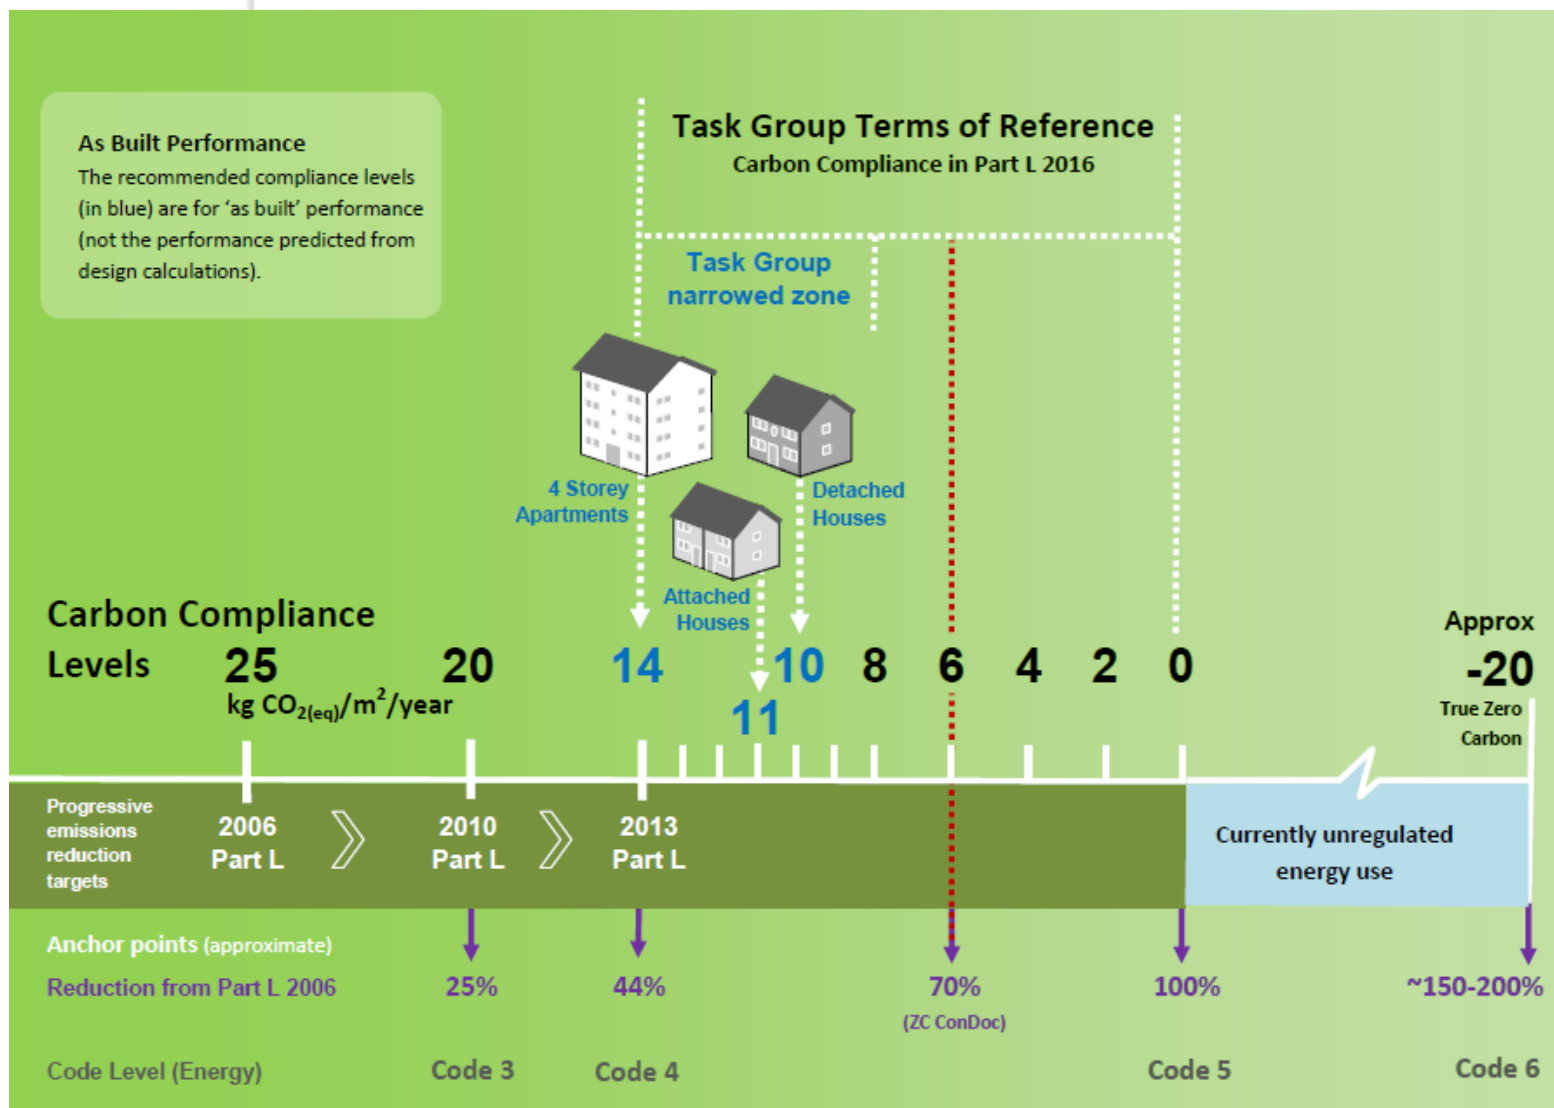 As Built Performance
The recommended compliance levels
(in blue) are for ‘as built’ performance
(not the performance predicted from
design calculations).
Task Group Terms of Reference
Carbon Compliance in Part L 2016
Task Group
narrowed zone
4 Storey
Apartments
Detached
Houses
Attached
Houses
Carbon Compliance
Levels
25 20 14 10 8 6 4 2 0
11
kg CO2(eq)/m²/year
Approx
-20
True Zero
Carbon
Progressive
emissions
reduction
targets
2006
Part L
2010
Part L
2013
Part L
Currently unregulated
energy use
Anchor points (approximate)
Reduction from Part L 2006 25% 44% 70% 100% ~150-200%
(ZC ConDoc)
Code Level (Energy) Code 3 Code 4 Code 5 Code 6